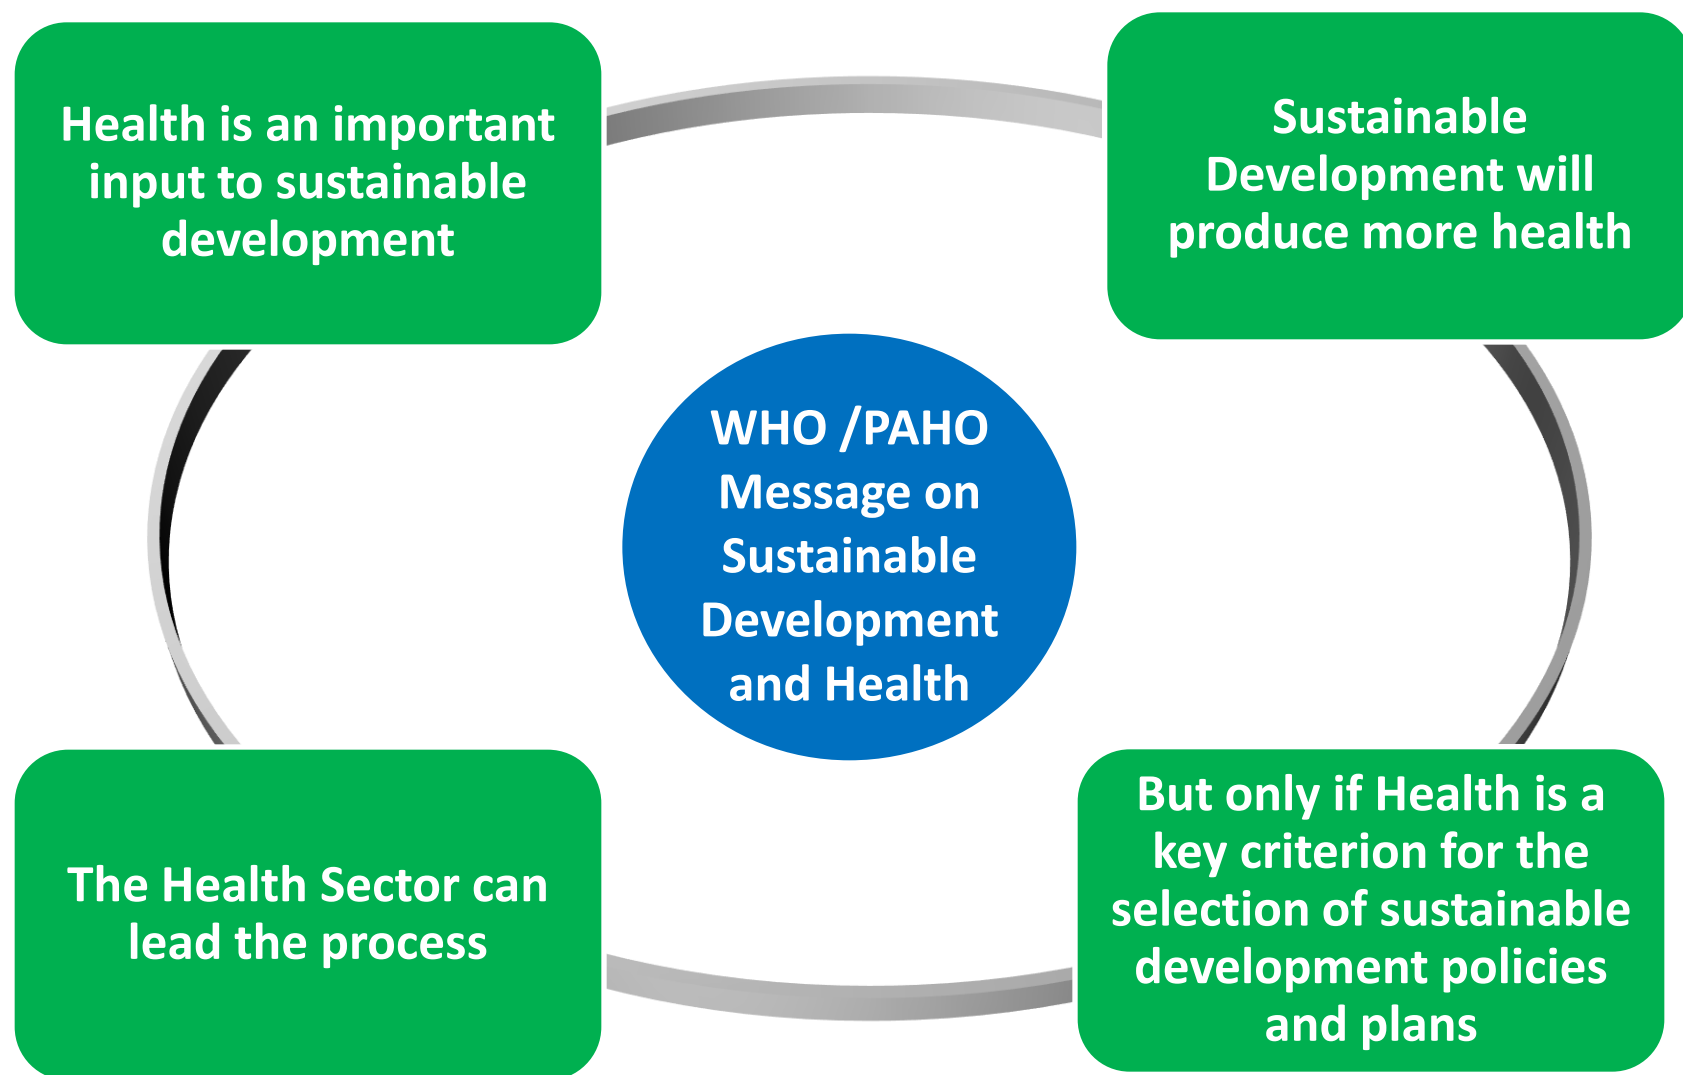 Health is an important
input to sustainable
development
Sustainable
Development will
produce more health
WHO /PAHO
Message on
Sustainable
Development
and Health
The Health Sector can
lead the process
But only if Health is a
key criterion for the
selection of sustainable
development policies
and plans